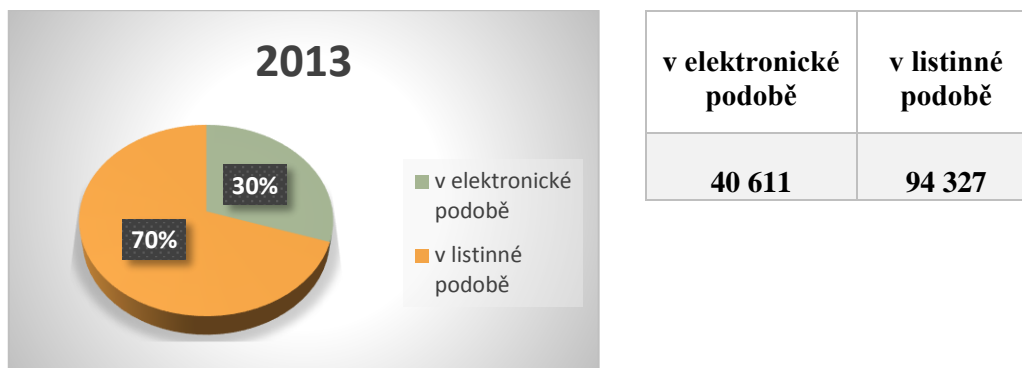 2013
30%
70%
v elektronické
podobě
v listinné
podobě
v elektronické
podobě
v listinné
podobě
40 611
94 327